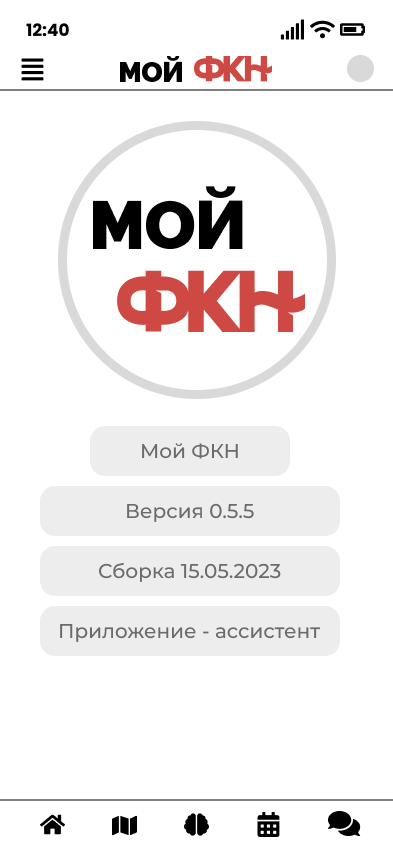 12:40
МОЙ ФКН
МОЙ
ФКН
Мой ФКН
Версия 0.5.5
Сборка 15.05.2023
Приложение - ассистент